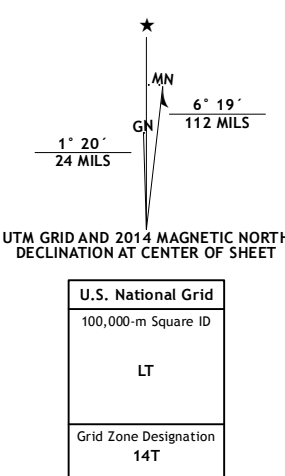 ★
MN
6° 19´
112 MILS
GN
1° 20´
24 MILS
UTM GRID AND 2014 MAGNETIC NORTH
DECLINATION AT CENTER OF SHEET
U.S. National Grid
100,000-m Square ID
LT
Grid Zone Designation
14T